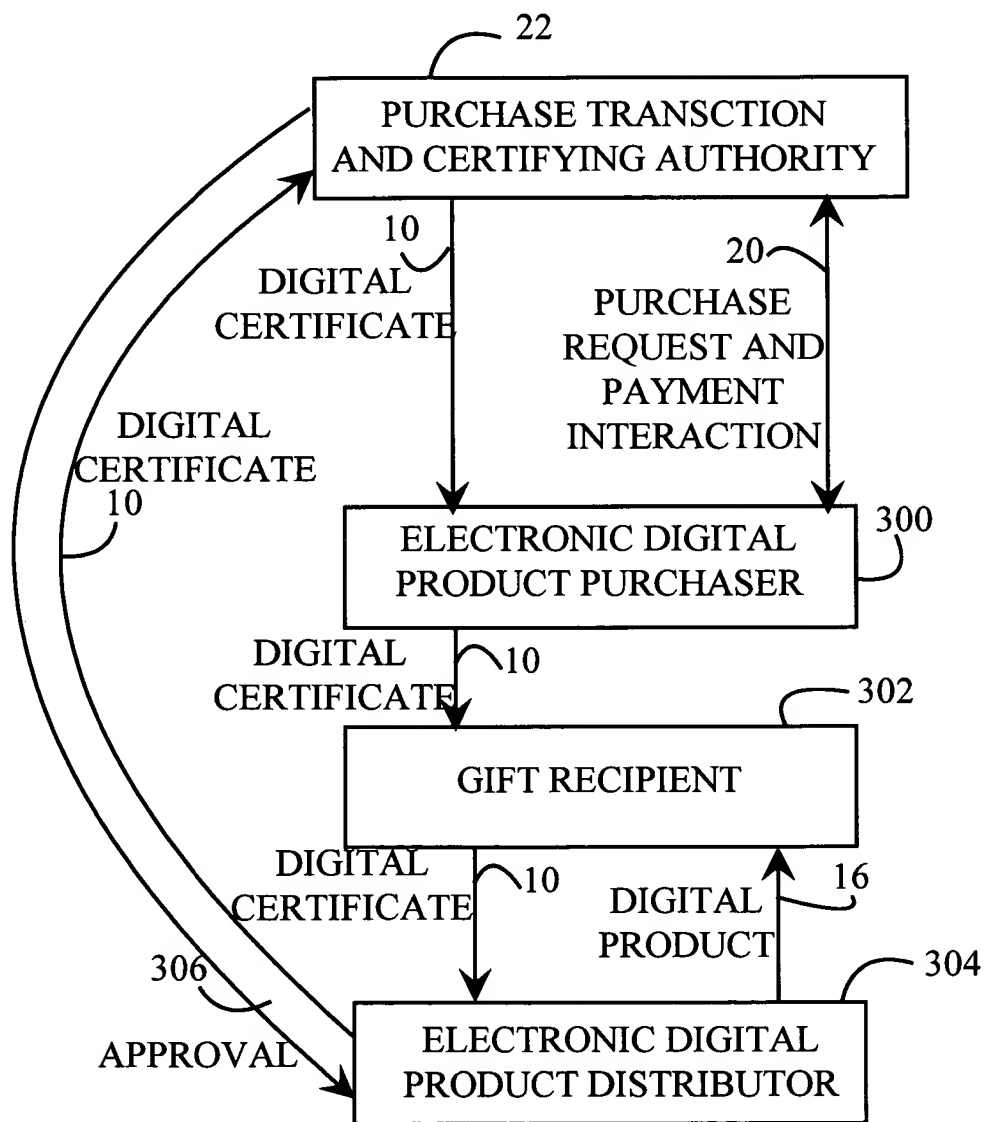 22
PURCHASE TRANSCTION
AND CERTIFYING AUTHORITY
10
DIGITAL
CERTIFICATE
20
PURCHASE
REQUEST AND
PAYMENT
INTERACTION
DIGITAL
CERTIFICATE
10
300
ELECTRONIC DIGITAL
PRODUCT PURCHASER
DIGITAL
CERTIFICATE
10
302
GIFT RECIPIENT
DIGITAL
CERTIFICATE
10
DIGITAL
PRODUCT
16
306
APPROVAL
304
ELECTRONIC DIGITAL
PRODUCT DISTRIBUTOR